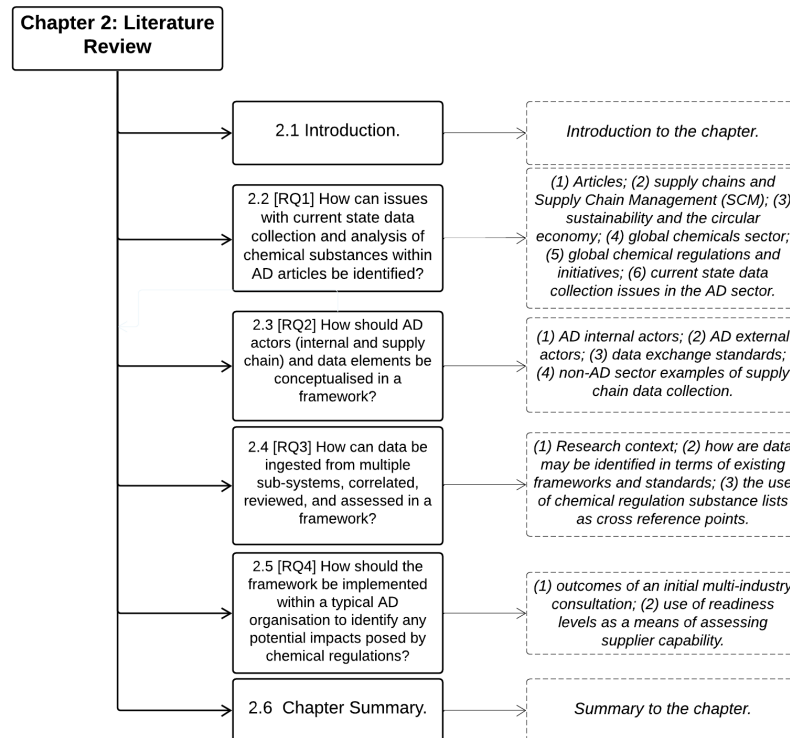 Chapter 2: Literature
Review
2.1 Introduction.
Introduction to the chapter.
2.2 [RQ1] How can issues
with current state data
collection and analysis of
chemical substances within
AD articles be identified?
(1) Articles; (2) supply chains and
Supply Chain Management (SCM); (3)
sustainability and the circular
economy; (4) global chemicals sector;
(5) global chemical regulations and
initiatives; (6) current state data
collection issues in the AD sector.
2.3 [RQ2] How should AD
actors (internal and supply
chain) and data elements be
conceptualised in a
framework?
(1) AD internal actors; (2) AD external
actors; (3) data exchange standards;
(4) non-AD sector examples of supply
chain data collection.
2.4 [RQ3] How can data be
ingested from multiple
sub-systems, correlated,
reviewed, and assessed in a
framework?
(1) Research context; (2) how are data
may be identified in terms of existing
frameworks and standards; (3) the use
of chemical regulation substance lists
as cross reference points.
2.5 [RQ4] How should the
framework be implemented
within a typical AD
organisation to identify any
potential impacts posed by
chemical regulations?
(1) outcomes of an initial multi-industry
consultation; (2) use of readiness
levels as a means of assessing
supplier capability.
2.6 Chapter Summary.
Summary to the chapter.